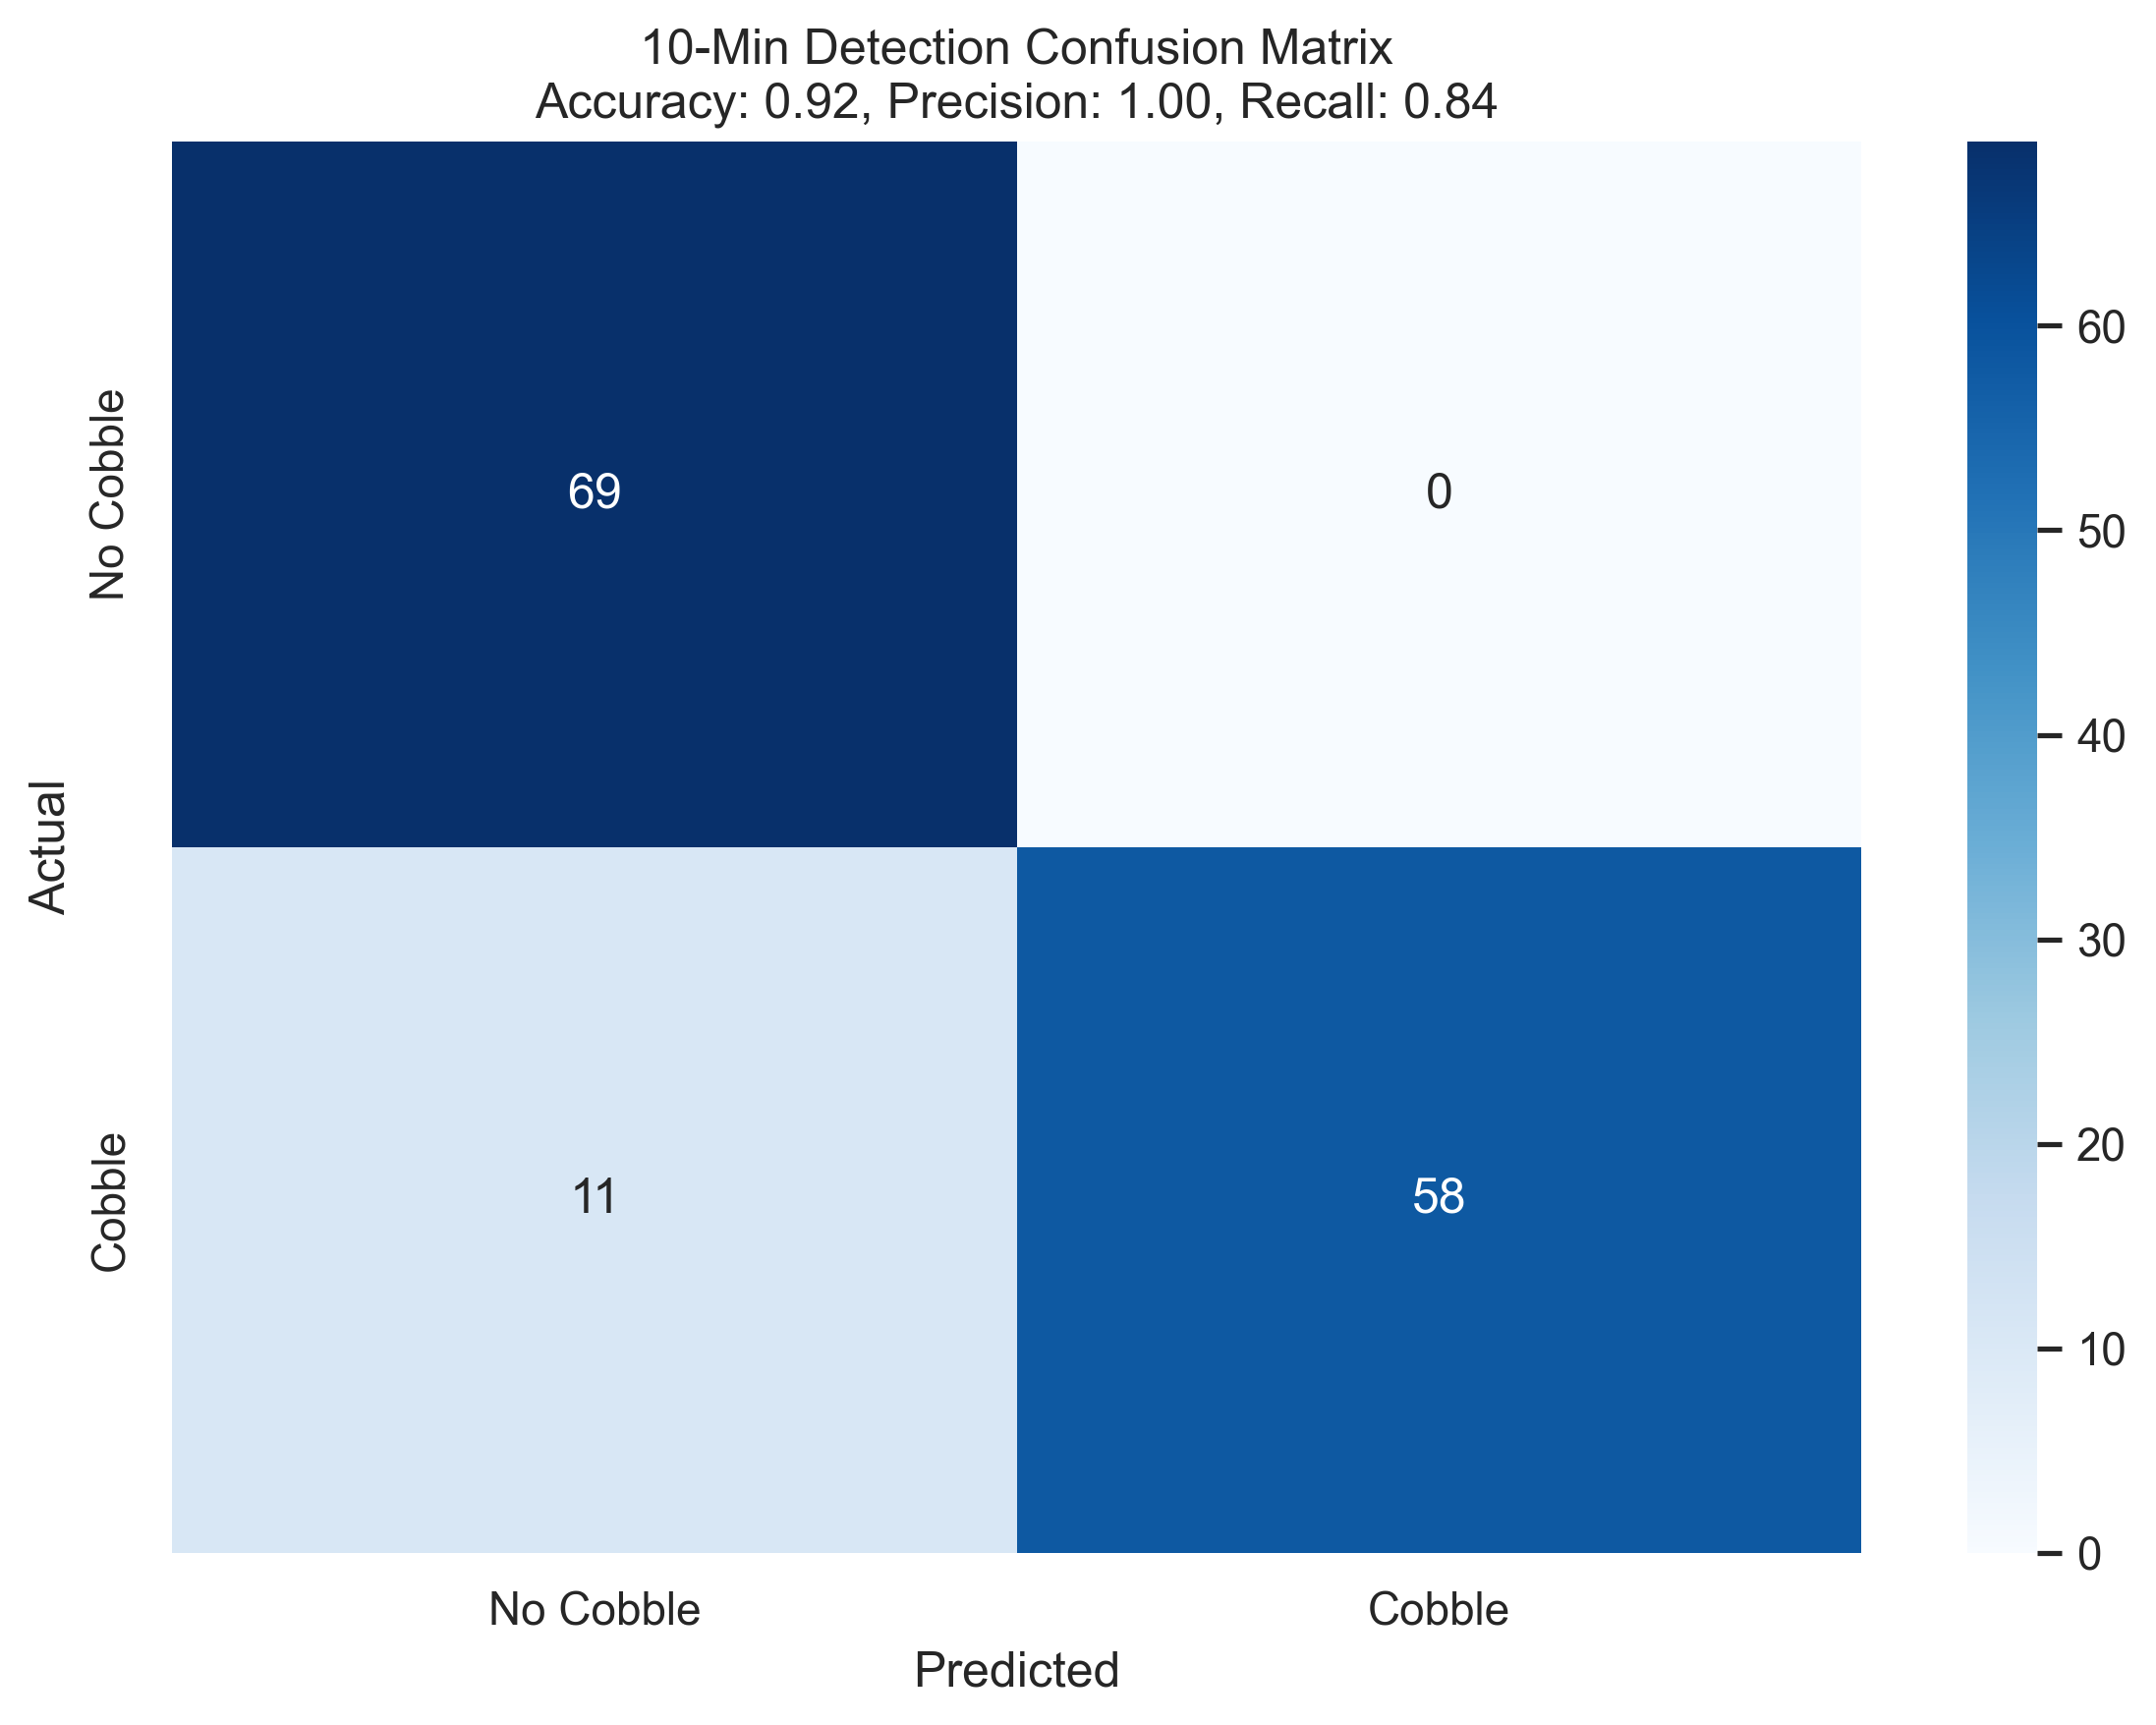 10-Min Detection Confusion Matrix
Accuracy: 0.92, Precision: 1.00, Recall: 0.84
No Cobble
69
0
60
50
40
30
20
10
0
Actual
Cobble
11
58
No Cobble
Cobble
Predicted